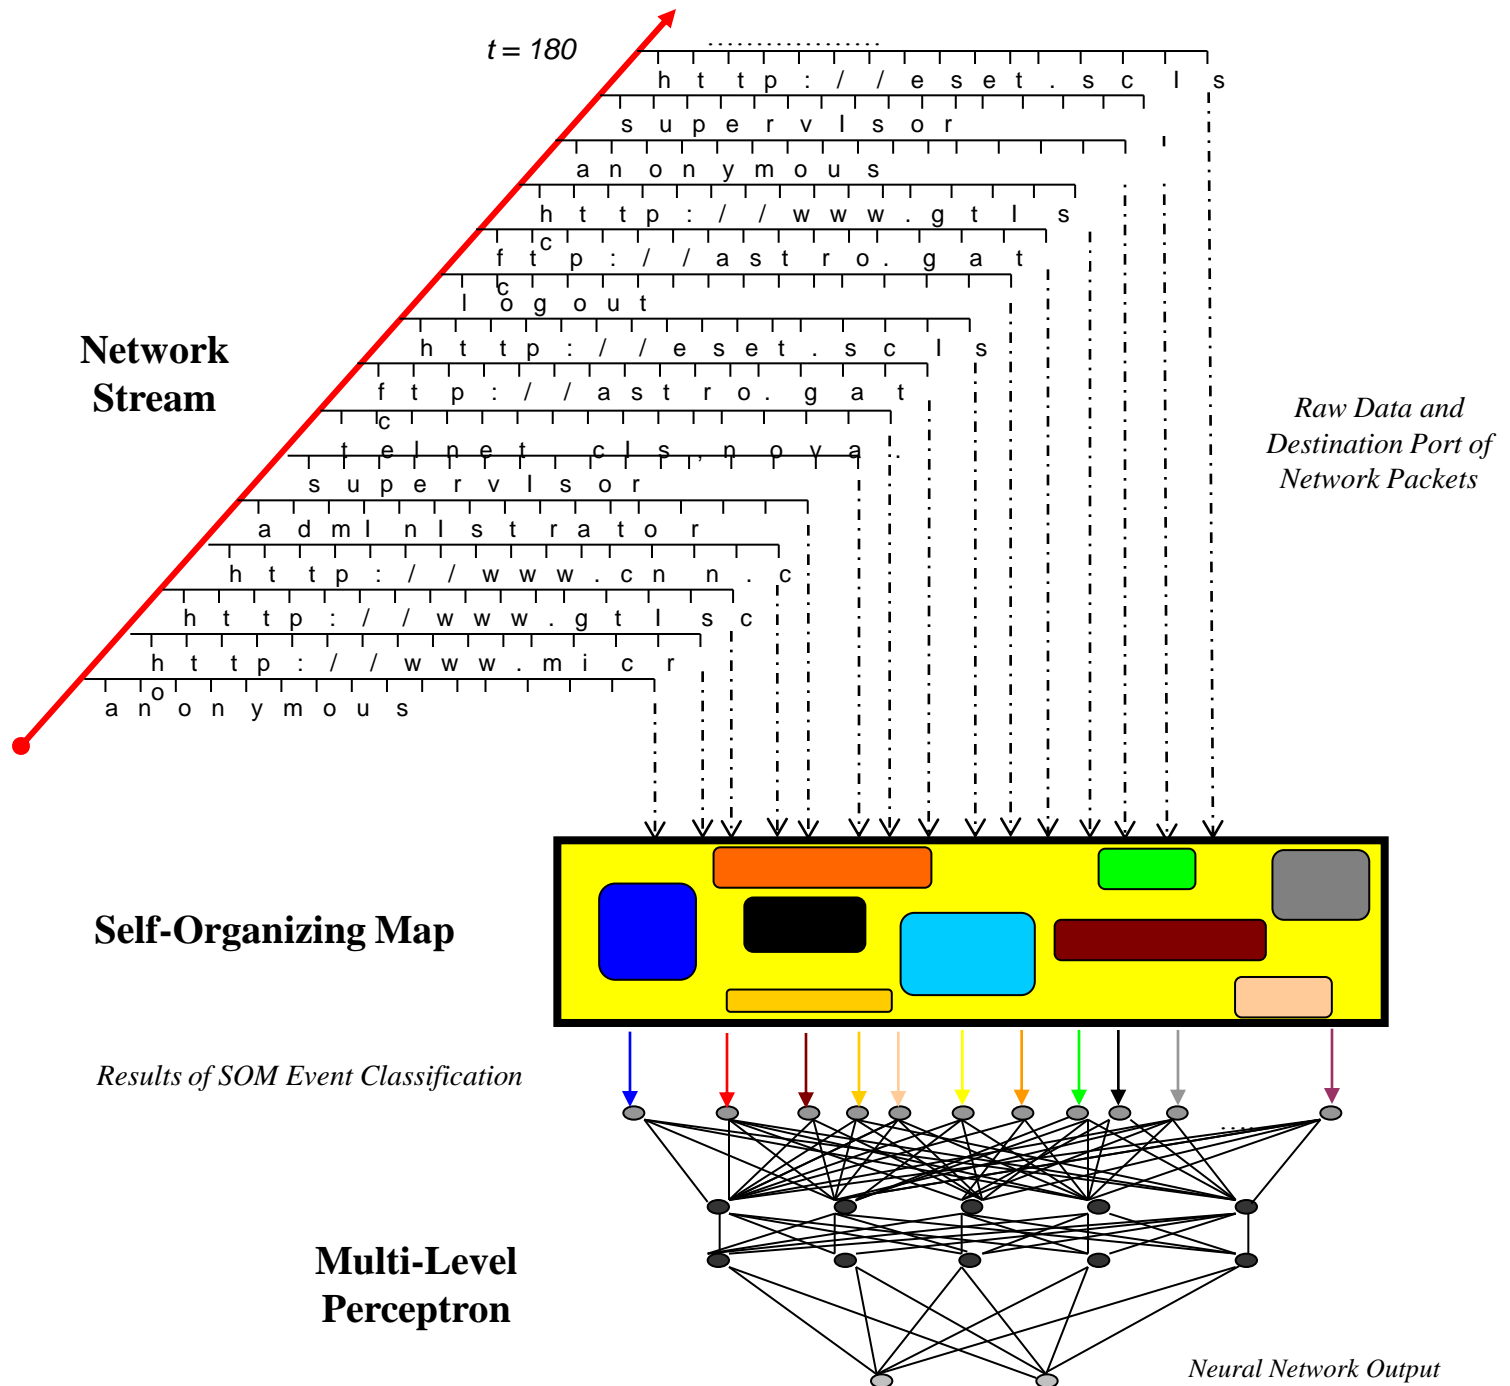 t = 180
..................
h t t p : / / e s e t . s c I s
s u p e r v I s o r
a n o n y m o u s
h t t p : / / w w w . g t I s
c
f t p : / / a s t r o . g a t
c
l o g o u t
h t t p : / / e s e t . s c I s
f t p : / / a s t r o . g a t
c
t e l n e t c l s , n o v a .
s u p e r v I s o r
a d m I n I s t r a t o r
h t t p : / / w w w . c n n . c
h t t p : / / w w w . g t I s c
h t t p : / / w w w . m i c r
o
a n o n y m o u s
Network
Stream
Raw Data and
Destination Port of
Network Packets
Self-Organizing Map
Results of SOM Event Classification
.....
Multi-Level
Perceptron
Neural Network Output